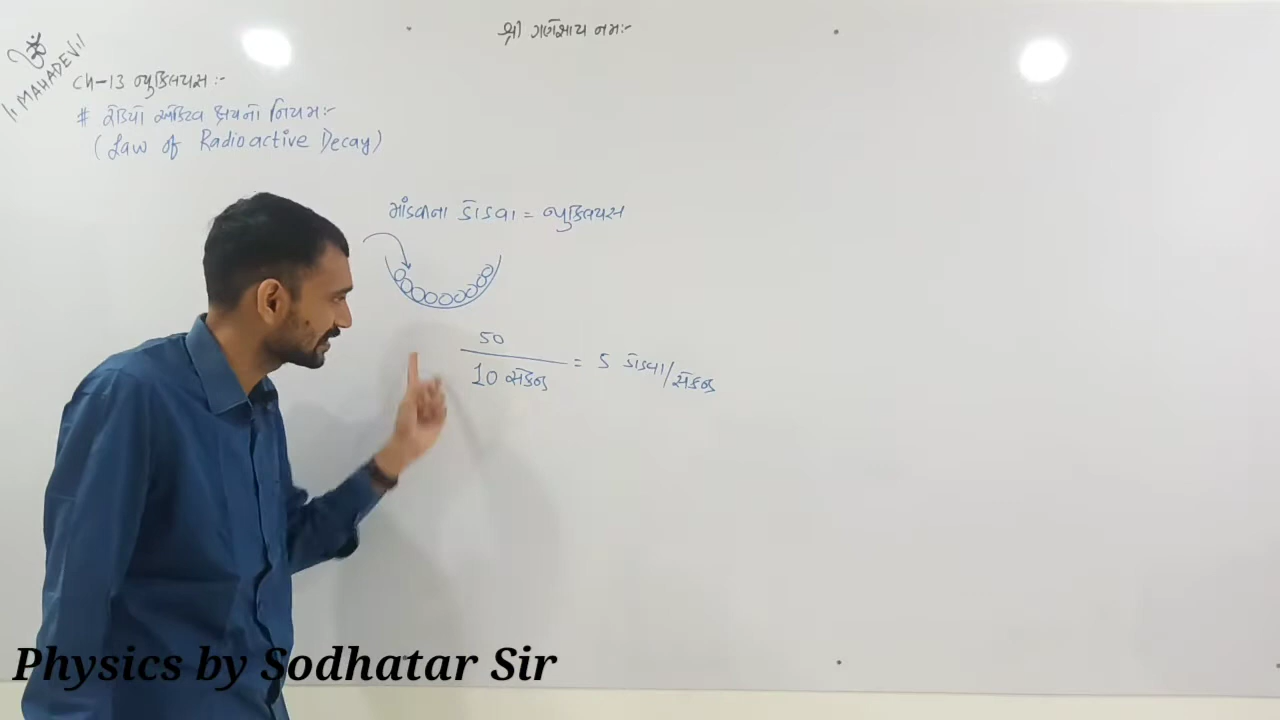 શ્રી ગણેશાય નમઃ-
ૐ
।। MAHADEV ।।
Ch-13 ન્યુક્લિયસ :-
# રેડિયો એક્ટિવ ક્ષયનો નિયમ:-
(Law of Radioactive Decay)
માંડવીના ડોડવા = ન્યુક્લિયસ
50
10 સેકન્ડ
= 5 ડોડવા/સેકન્ડ
Physics by Sodhatar Sir